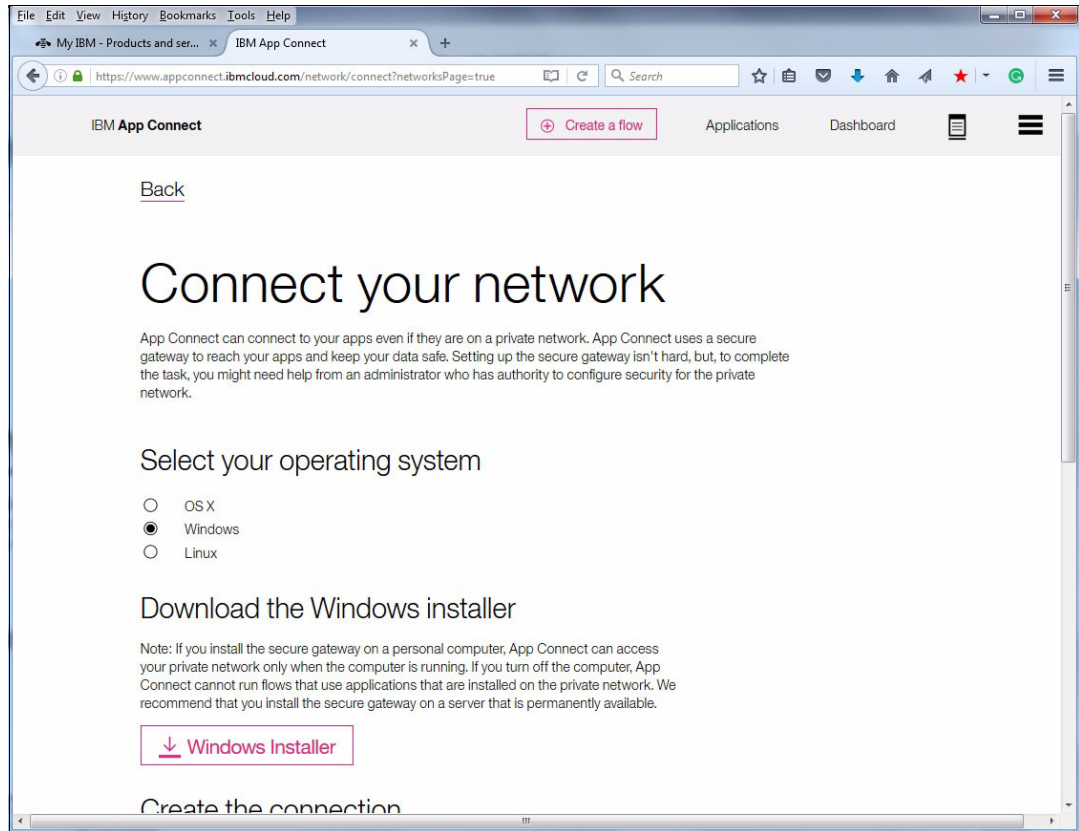 File Edit View History Bookmarks Tools Help
My IBM - Products and ser... × IBM App Connect × +
https://www.appconnect.ibmcloud.com/network/connect?networksPage=true Search
IBM App Connect Create a flow Applications Dashboard
Back
Connect your network
App Connect can connect to your apps even if they are on a private network. App Connect uses a secure
gateway to reach your apps and keep your data safe. Setting up the secure gateway isn't hard, but, to complete
the task, you might need help from an administrator who has authority to configure security for the private
network.
Select your operating system
OS X
Windows
Linux
Download the Windows installer
Note: If you install the secure gateway on a personal computer, App Connect can access
your private network only when the computer is running. If you turn off the computer, App
Connect cannot run flows that use applications that are installed on the private network. We
recommend that you install the secure gateway on a server that is permanently available.
Windows Installer
Create the connection